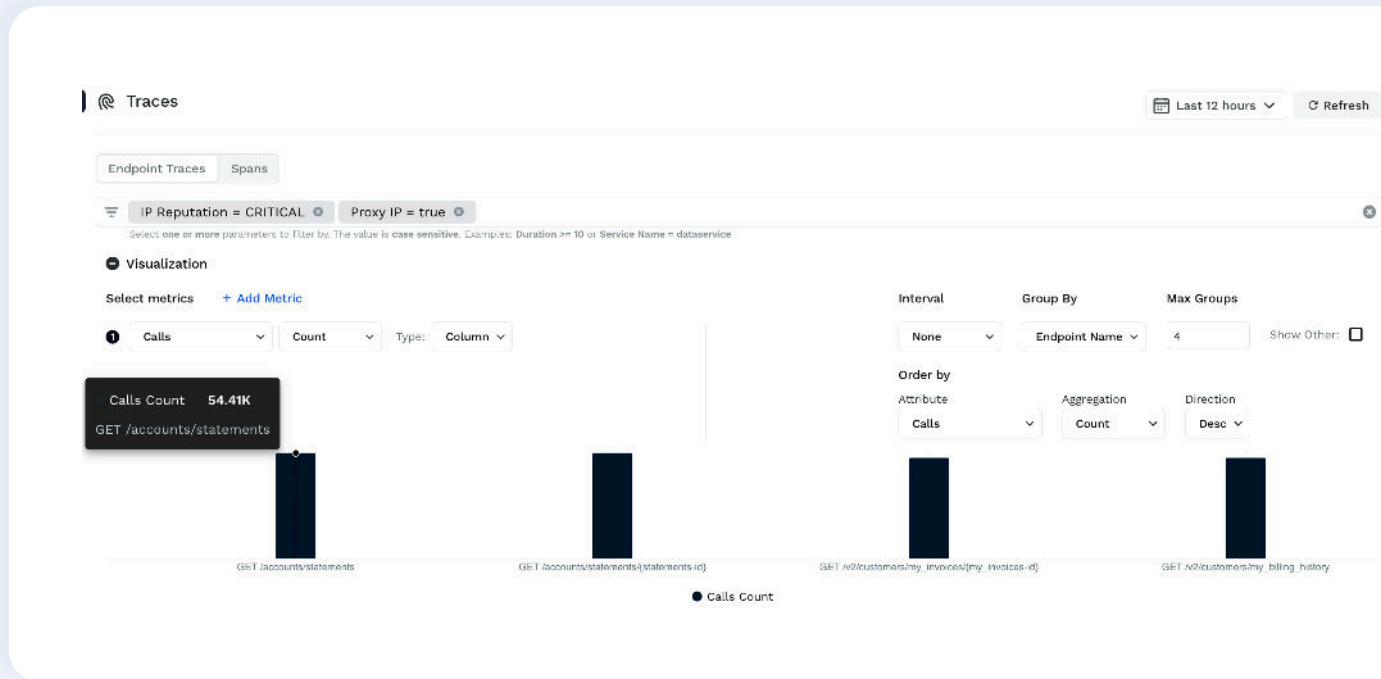 Traces
Last 12 hours
Refresh
Endpoint Traces Spans
IP Reputation = CRITICAL Proxy IP = true
Select one or more parameters to filter by. The value is case sensitive. Examples: Duration >= 10 or Service Name = dataservice
Visualization
Select metrics + Add Metric
Interval Group By Max Groups
1 Calls Count Type: Column
None Endpoint Name 4 Show Other:
Order by
Attribute Aggregation Direction
Calls Count Desc
Calls Count 54.41K
GET /accounts/statements
GET /accounts/statements
GET /accounts/statements/{statements-id}
GET /v2/customers/my_invoices/{my_invoices-id}
GET /v2/customers/my_billing_history
Calls Count